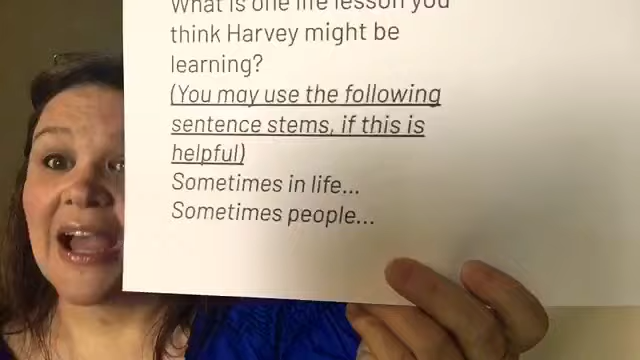 What is one life lesson you
think Harvey might be
learning?
(You may use the following
sentence stems, if this is
helpful)
Sometimes in life...
Sometimes people...